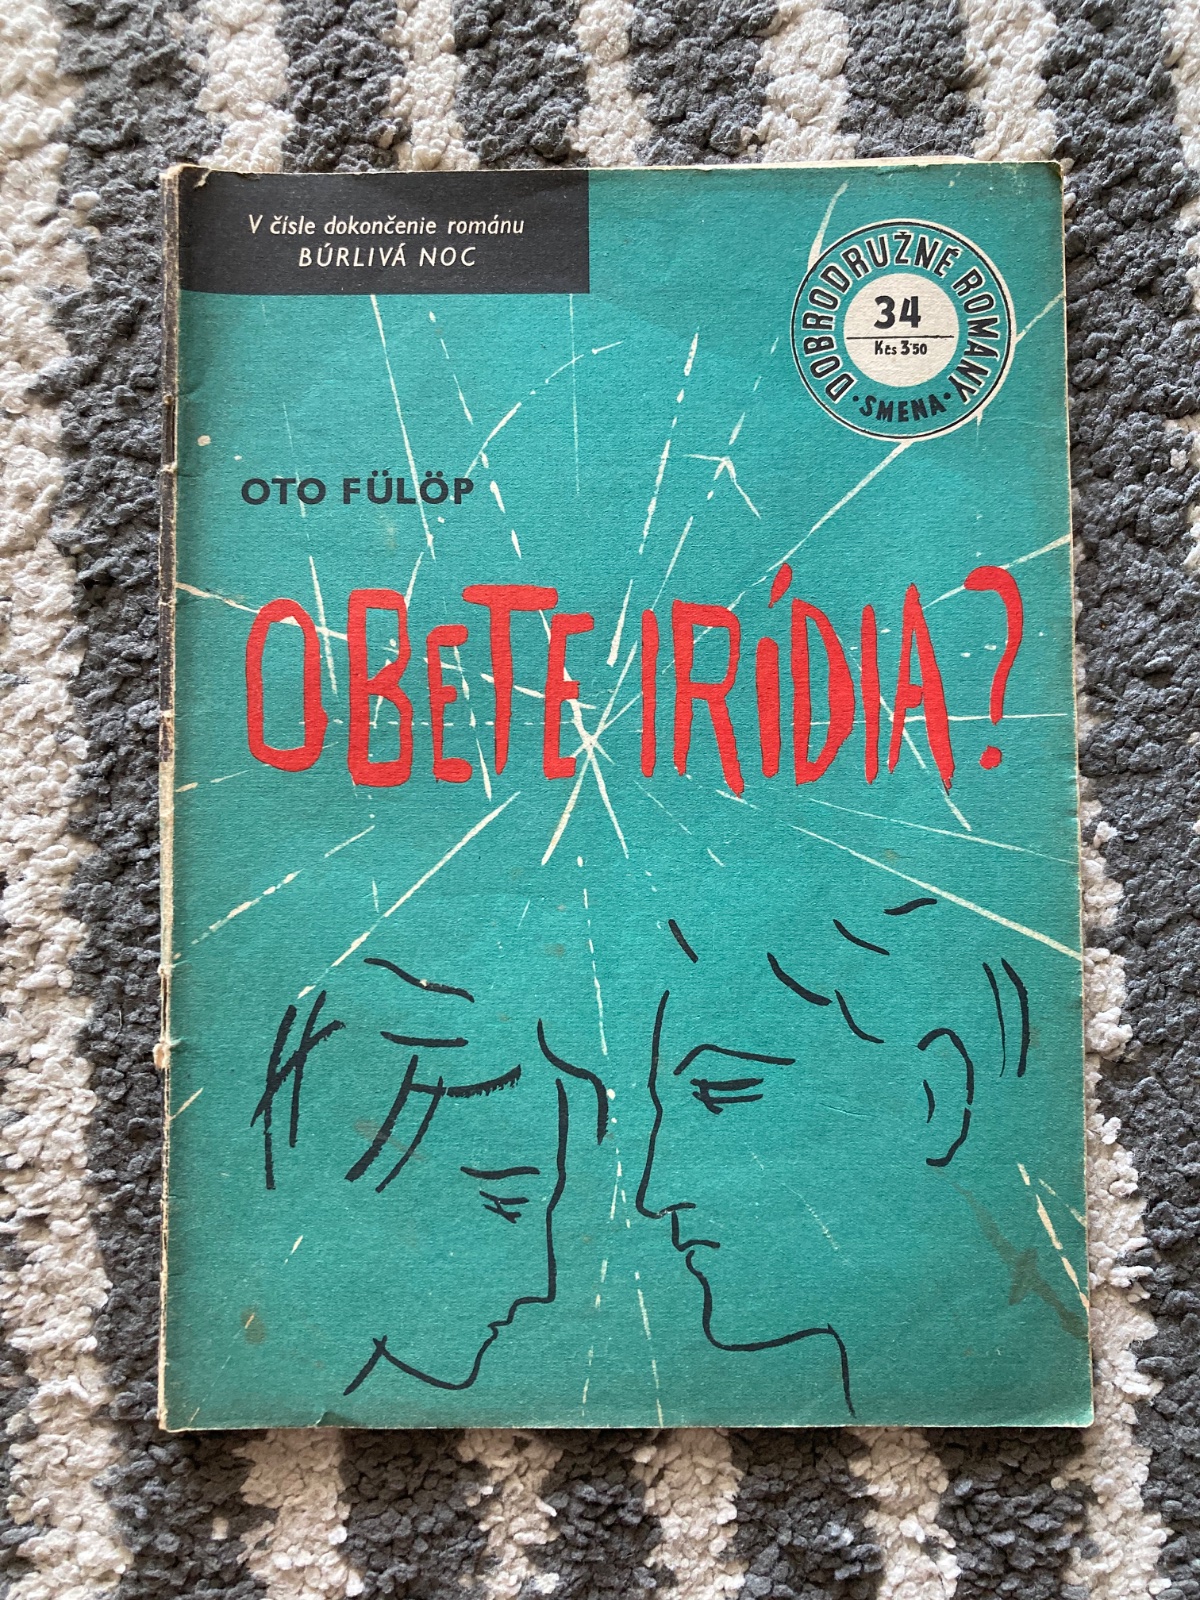 V čísle dokončenie románu
BÚRLIVÁ NOC
DOBRODRUŽNÉ ROMÁNY
34
Kčs 3·50
· SMENA ·
OTO FÜLÖP
OBETE IRÍDIA?